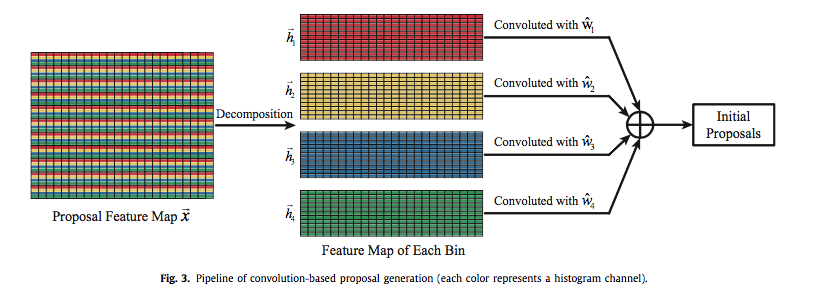 h⃗₁
Convoluted with ŵ₁
h⃗₂
Convoluted with ŵ₂
Decomposition
Initial
Proposals
h⃗₃
Convoluted with ŵ₃
h⃗₄
Convoluted with ŵ₄
Proposal Feature Map x⃗
Feature Map of Each Bin
Fig. 3. Pipeline of convolution-based proposal generation (each color represents a histogram channel).